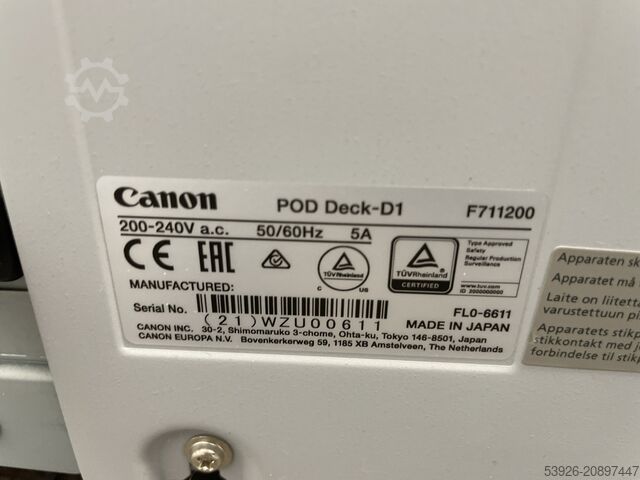 Canon POD Deck-D1 F711200
200-240V a.c. 50/60Hz 5A
CE EAC
TÜVRheinland
C US
TÜVRheinland
CERTIFIED
Type Approved
Safety
Regular Production
Surveillance
www.tuv.com
ID 2000000000
MANUFACTURED:
Serial No.
(21)WZU00611
FL0-6611
MADE IN JAPAN
CANON INC. 30-2, Shimomaruko 3-chome, Ohta-ku, Tokyo 146-8501, Japan
CANON EUROPA N.V. Bovenkerkerweg 59, 1185 XB Amstelveen, The Netherlands
Apparaten sk
Apparatet må
Laite on liitett
varustettuun pi
Apparatets stikp
stikkontakt med jo
forbindelse til stikp
53926-20897447